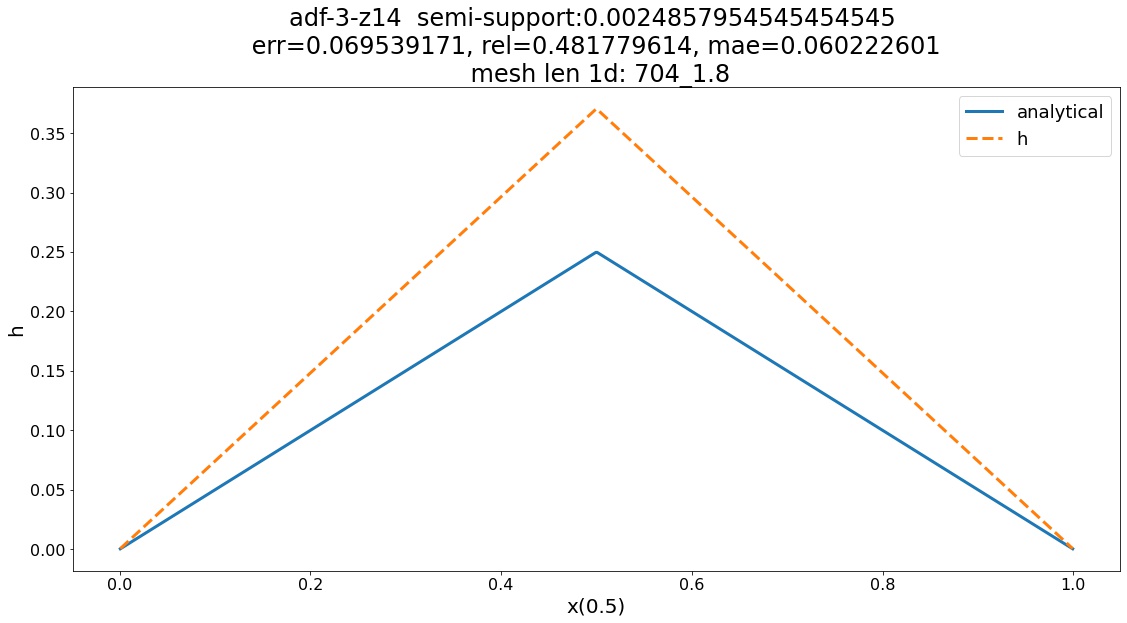 adf-3-z14  semi-support:0.0024857954545454545
err=0.069539171, rel=0.481779614, mae=0.060222601
mesh len 1d: 704_1.8
analytical
h
0.35
0.30
0.25
0.20
0.15
0.10
0.05
0.00
h
0.0
0.2
0.4
0.6
0.8
1.0
x(0.5)